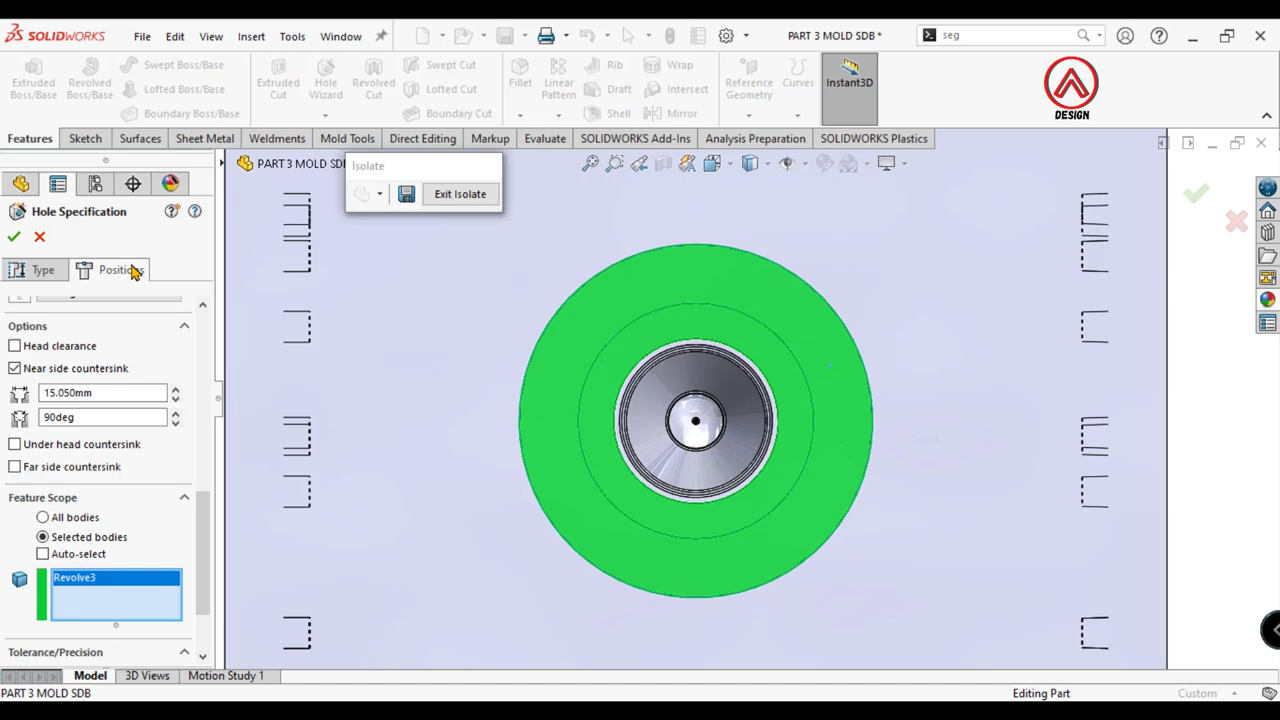 SOLIDWORKS File Edit View Insert Tools Window PART 3 MOLD SDB * seg
Extruded Boss/Base
Revolved Boss/Base
Swept Boss/Base
Lofted Boss/Base
Boundary Boss/Base
Extruded Cut
Hole Wizard
Revolved Cut
Swept Cut
Lofted Cut
Boundary Cut
Fillet
Linear Pattern
Rib
Draft
Shell
Wrap
Intersect
Mirror
Reference Geometry
Curves
Instant3D
DESIGN
Features Sketch Surfaces Sheet Metal Weldments Mold Tools Direct Editing Markup Evaluate SOLIDWORKS Add-Ins Analysis Preparation SOLIDWORKS Plastics
PART 3 MOLD SD
Isolate
Exit Isolate
Hole Specification
Type Positions
Options
Head clearance
Near side countersink
15.050mm
90deg
Under head countersink
Far side countersink
Feature Scope
All bodies
Selected bodies
Auto-select
Revolve3
Tolerance/Precision
Model 3D Views Motion Study 1
PART 3 MOLD SDB Editing Part Custom